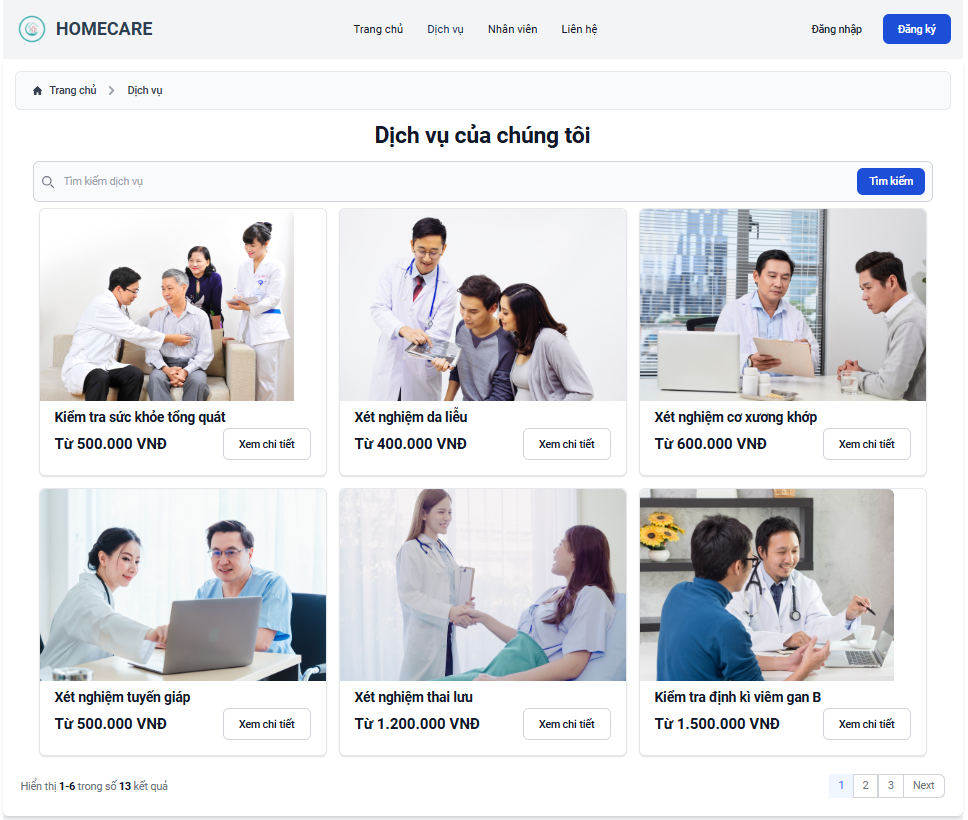 HOMECARE
Trang chủ
Dịch vụ
Nhân viên
Liên hệ
Đăng nhập
Đăng ký
Trang chủ
Dịch vụ
Dịch vụ của chúng tôi
Tìm kiếm dịch vụ
Tìm kiếm
Kiểm tra sức khỏe tổng quát
Từ 500.000 VNĐ
Xem chi tiết
Xét nghiệm da liễu
Từ 400.000 VNĐ
Xem chi tiết
Xét nghiệm cơ xương khớp
Từ 600.000 VNĐ
Xem chi tiết
Xét nghiệm tuyến giáp
Từ 500.000 VNĐ
Xem chi tiết
Xét nghiệm thai lưu
Từ 1.200.000 VNĐ
Xem chi tiết
Kiểm tra định kì viêm gan B
Từ 1.500.000 VNĐ
Xem chi tiết
Hiển thị 1-6 trong số 13 kết quả
1
2
3
Next